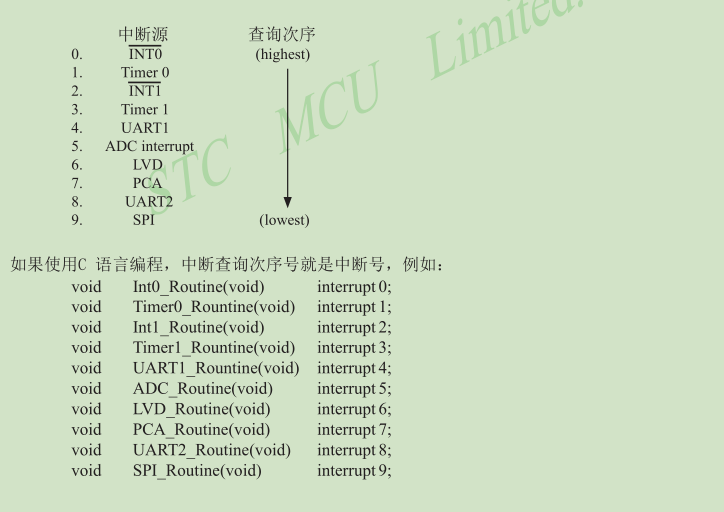 中断源 查询次序
0. INT0 (highest)
1. Timer 0
2. INT1
3. Timer 1
4. UART1
5. ADC interrupt
6. LVD
7. PCA
8. UART2
9. SPI (lowest)
STC MCU Limited.
如果使用C 语言编程，中断查询次序号就是中断号，例如：
void Int0_Routine(void) interrupt 0;
void Timer0_Rountine(void) interrupt 1;
void Int1_Routine(void) interrupt 2;
void Timer1_Rountine(void) interrupt 3;
void UART1_Rountine(void) interrupt 4;
void ADC_Routine(void) interrupt 5;
void LVD_Routine(void) interrupt 6;
void PCA_Routine(void) interrupt 7;
void UART2_Routine(void) interrupt 8;
void SPI_Routine(void) interrupt 9;